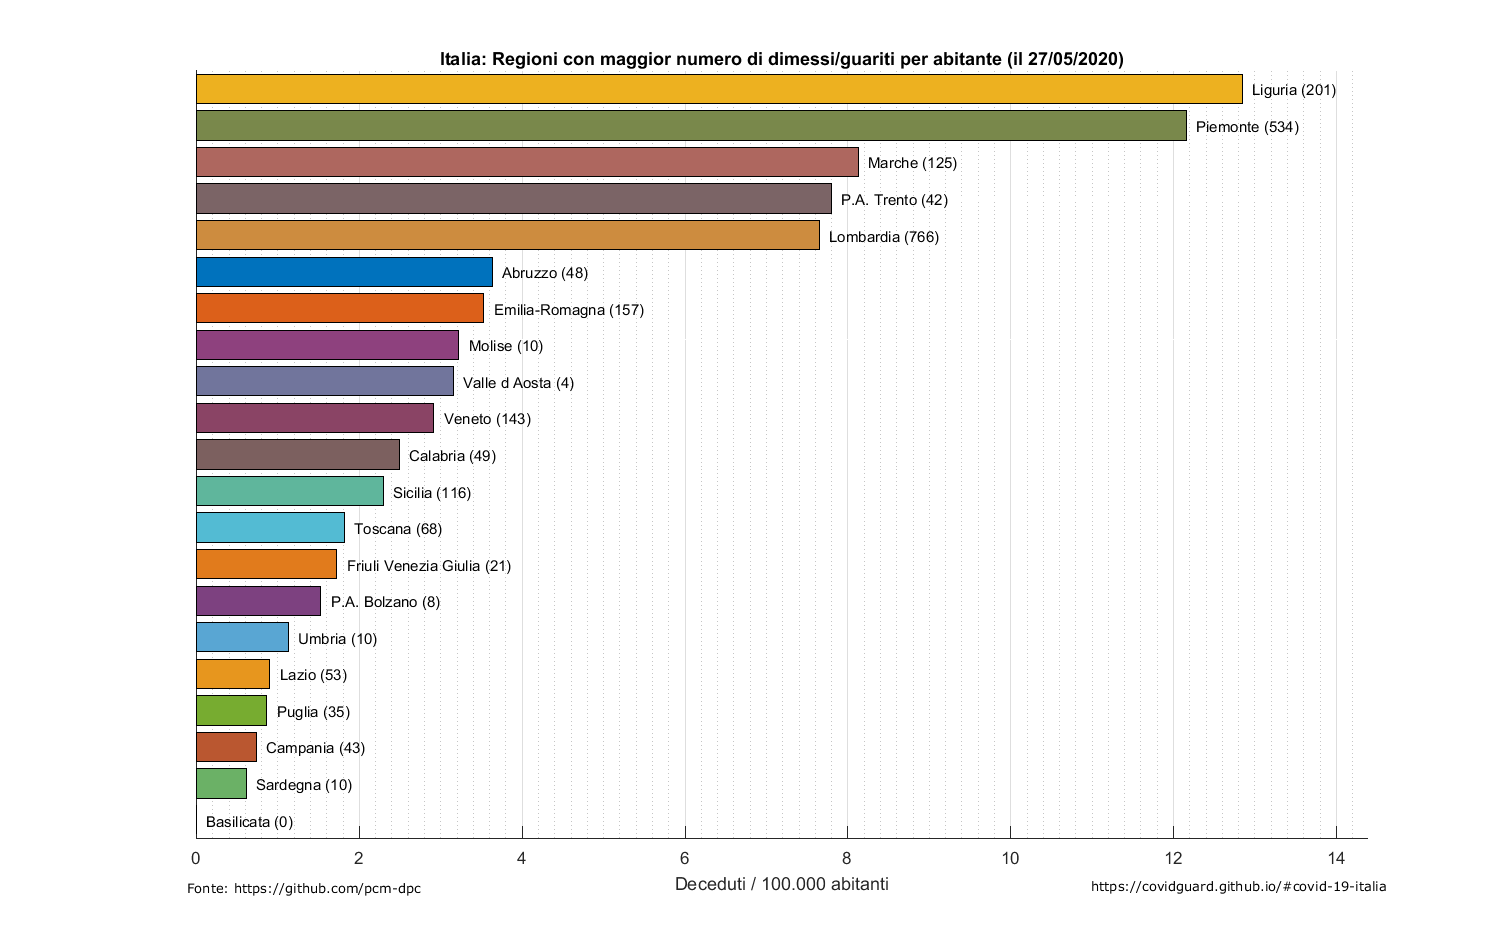 Italia: Regioni con maggior numero di dimessi/guariti per abitante (il 27/05/2020)
Liguria (201)
Piemonte (534)
Marche (125)
P.A. Trento (42)
Lombardia (766)
Abruzzo (48)
Emilia-Romagna (157)
Molise (10)
Valle d Aosta (4)
Veneto (143)
Calabria (49)
Sicilia (116)
Toscana (68)
Friuli Venezia Giulia (21)
P.A. Bolzano (8)
Umbria (10)
Lazio (53)
Puglia (35)
Campania (43)
Sardegna (10)
Basilicata (0)
0 2 4 6 8 10 12 14
Deceduti / 100.000 abitanti
Fonte: https://github.com/pcm-dpc
https://covidguard.github.io/#covid-19-italia